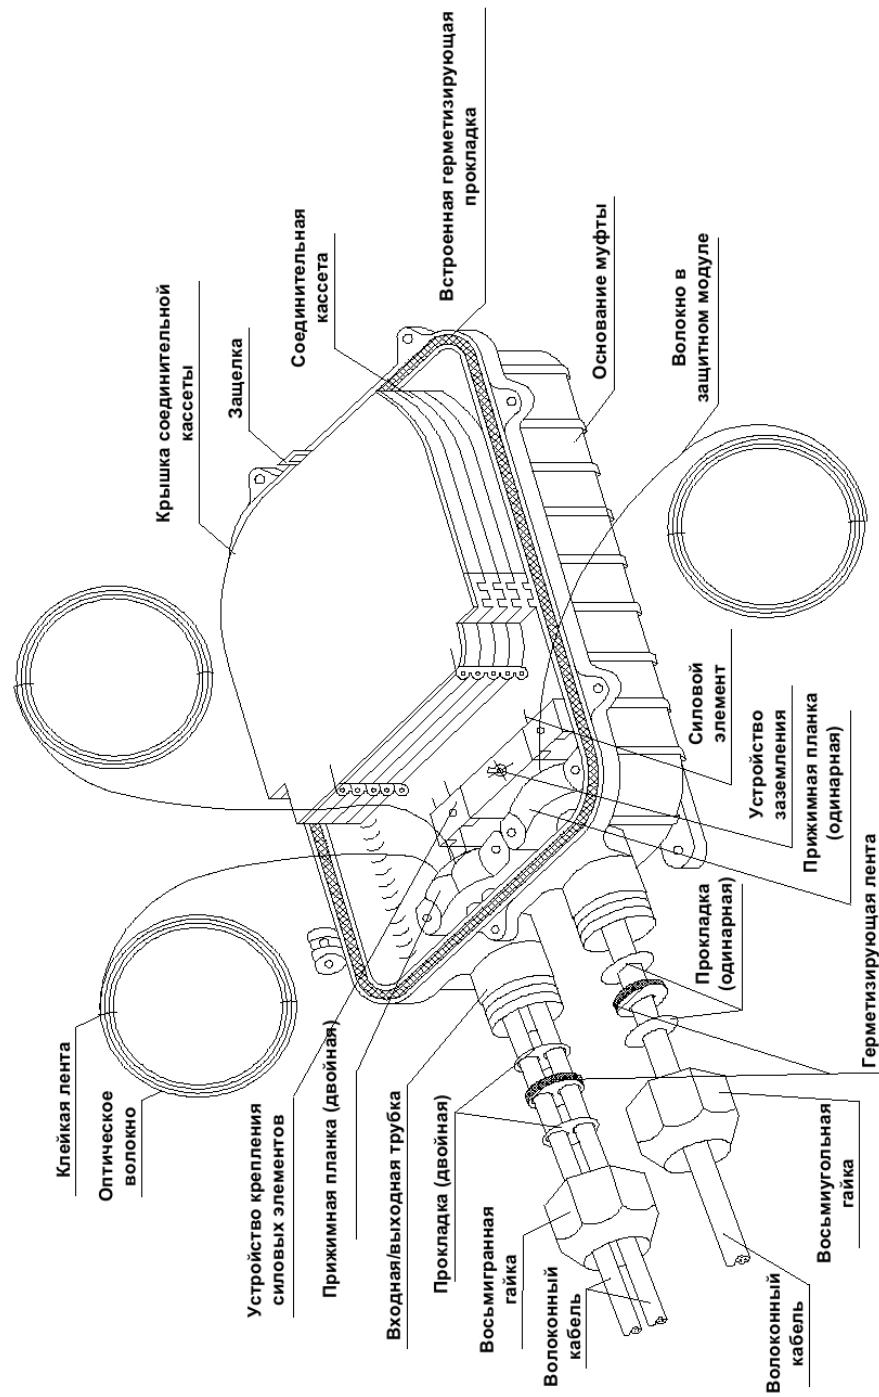 Клейкая лента
Оптическое
волокно
Крышка соединительной
кассеты
Защелка
Соединительная
кассета
Встроенная герметизирующая
прокладка
Основание муфты
Волокно в
защитном модуле
Силовой
элемент
Устройство
заземления
Прижимная планка
(одинарная)
Прокладка
(одинарная)
Герметизирующая лента
Устройство крепления
силовых элементов
Прижимная планка (двойная)
Входная/выходная трубка
Прокладка (двойная)
Восьмигранная
гайка
Волоконный
кабель
Восьмиугольная
гайка
Волоконный
кабель